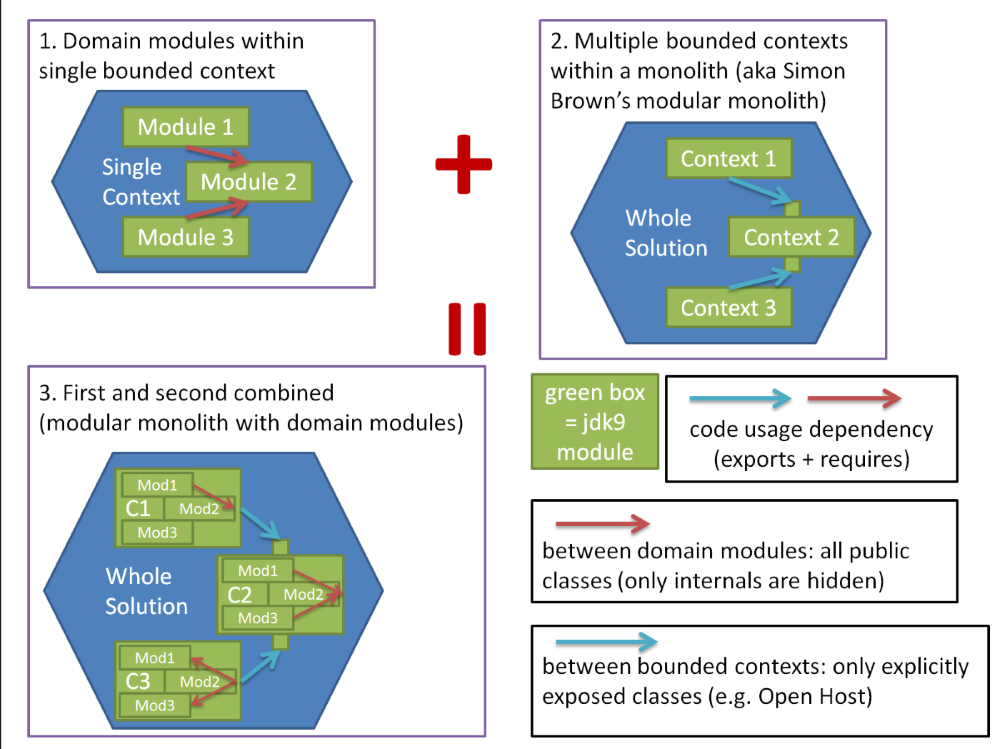 1. Domain modules within
single bounded context
Module 1
Single
Context
Module 2
Module 3
+
2. Multiple bounded contexts
within a monolith (aka Simon
Brown's modular monolith)
Context 1
Whole
Solution
Context 2
Context 3
=
3. First and second combined
(modular monolith with domain modules)
Mod1
C1
Mod2
Mod3
Whole
Solution
Mod1
C2
Mod2
Mod3
Mod1
C3
Mod2
Mod3
green box
= jdk9
module
code usage dependency
(exports + requires)
between domain modules: all public
classes (only internals are hidden)
between bounded contexts: only explicitly
exposed classes (e.g. Open Host)